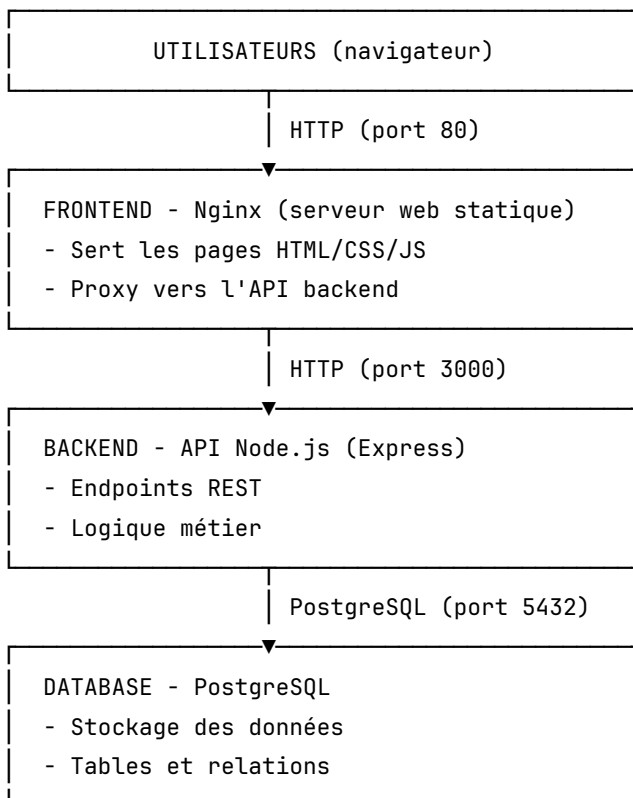 UTILISATEURS (navigateur)
HTTP (port 80)
FRONTEND - Nginx (serveur web statique)
- Sert les pages HTML/CSS/JS
- Proxy vers l'API backend
HTTP (port 3000)
BACKEND - API Node.js (Express)
- Endpoints REST
- Logique métier
PostgreSQL (port 5432)
DATABASE - PostgreSQL
- Stockage des données
- Tables et relations